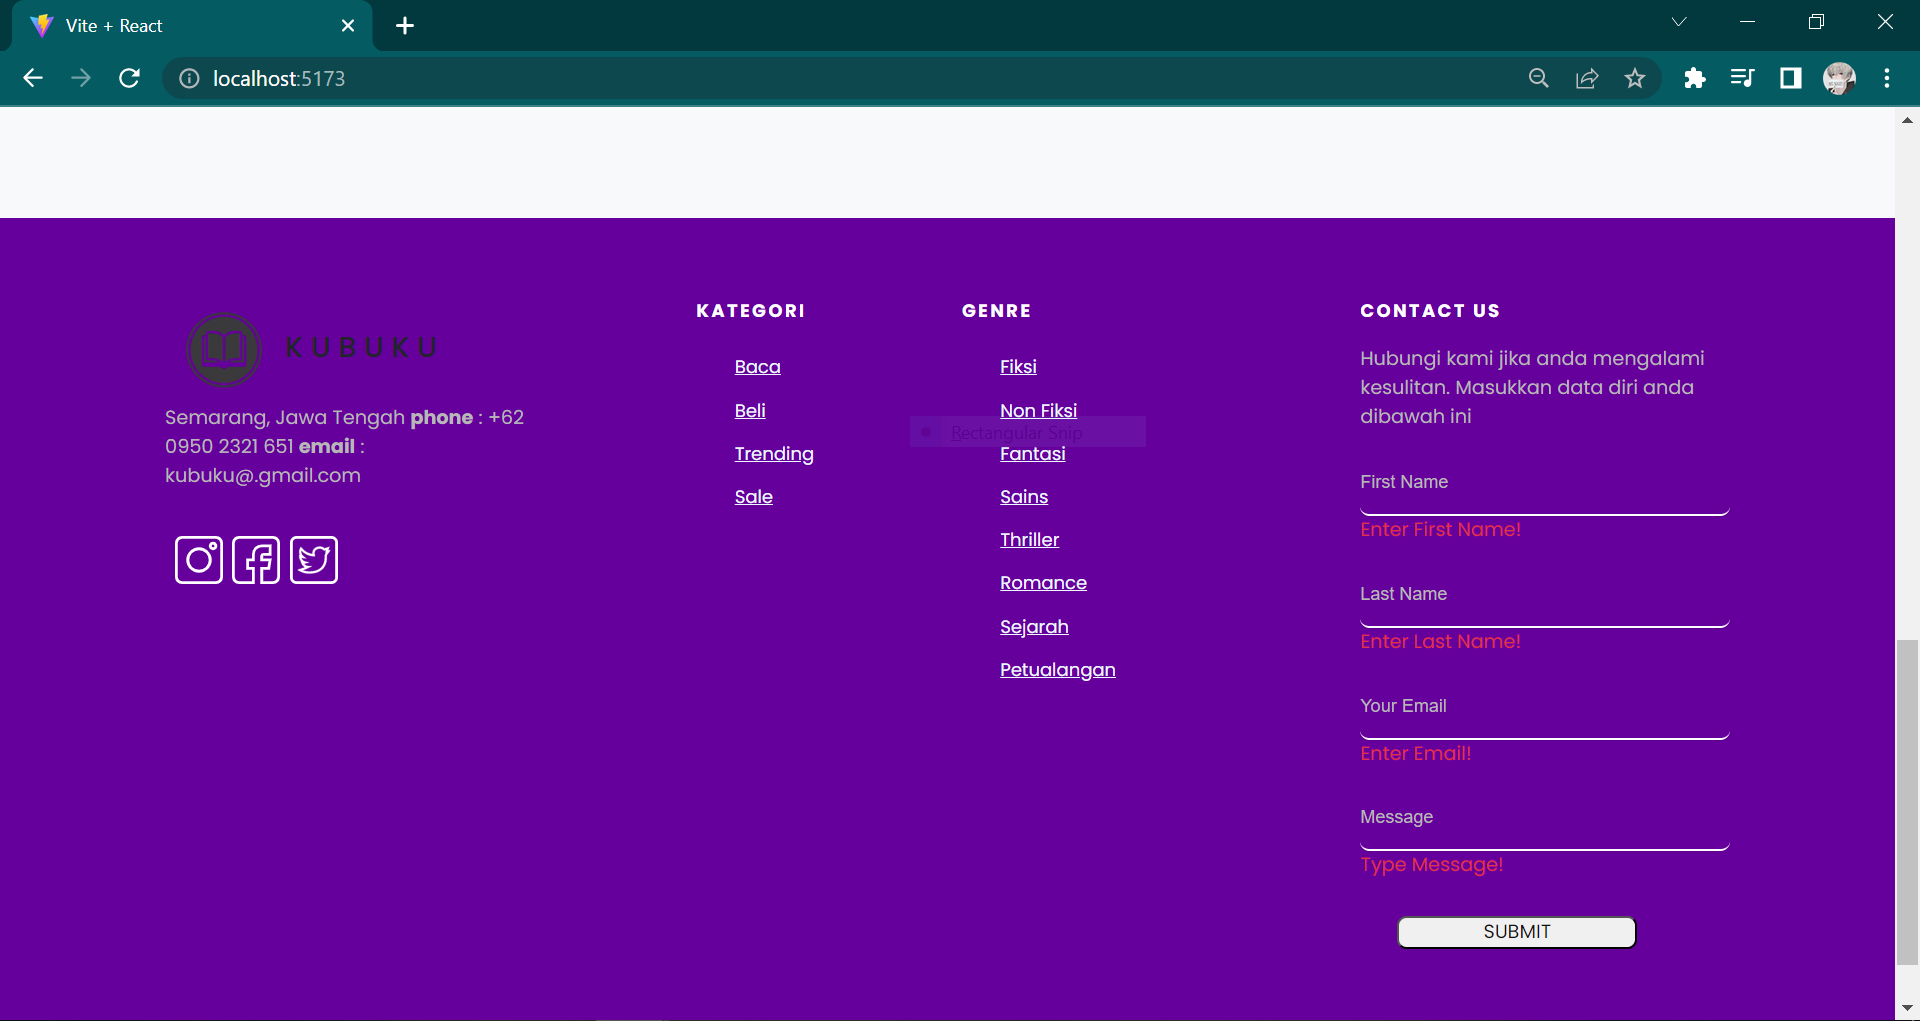 Vite + React
localhost:5173
KUBUKU
Semarang, Jawa Tengah phone : +62
0950 2321 651 email :
kubuku@.gmail.com
KATEGORI
Baca
Beli
Trending
Sale
GENRE
Fiksi
Non Fiksi
Rectangular Snip
Fantasi
Sains
Thriller
Romance
Sejarah
Petualangan
CONTACT US
Hubungi kami jika anda mengalami
kesulitan. Masukkan data diri anda
dibawah ini
First Name
Enter First Name!
Last Name
Enter Last Name!
Your Email
Enter Email!
Message
Type Message!
SUBMIT